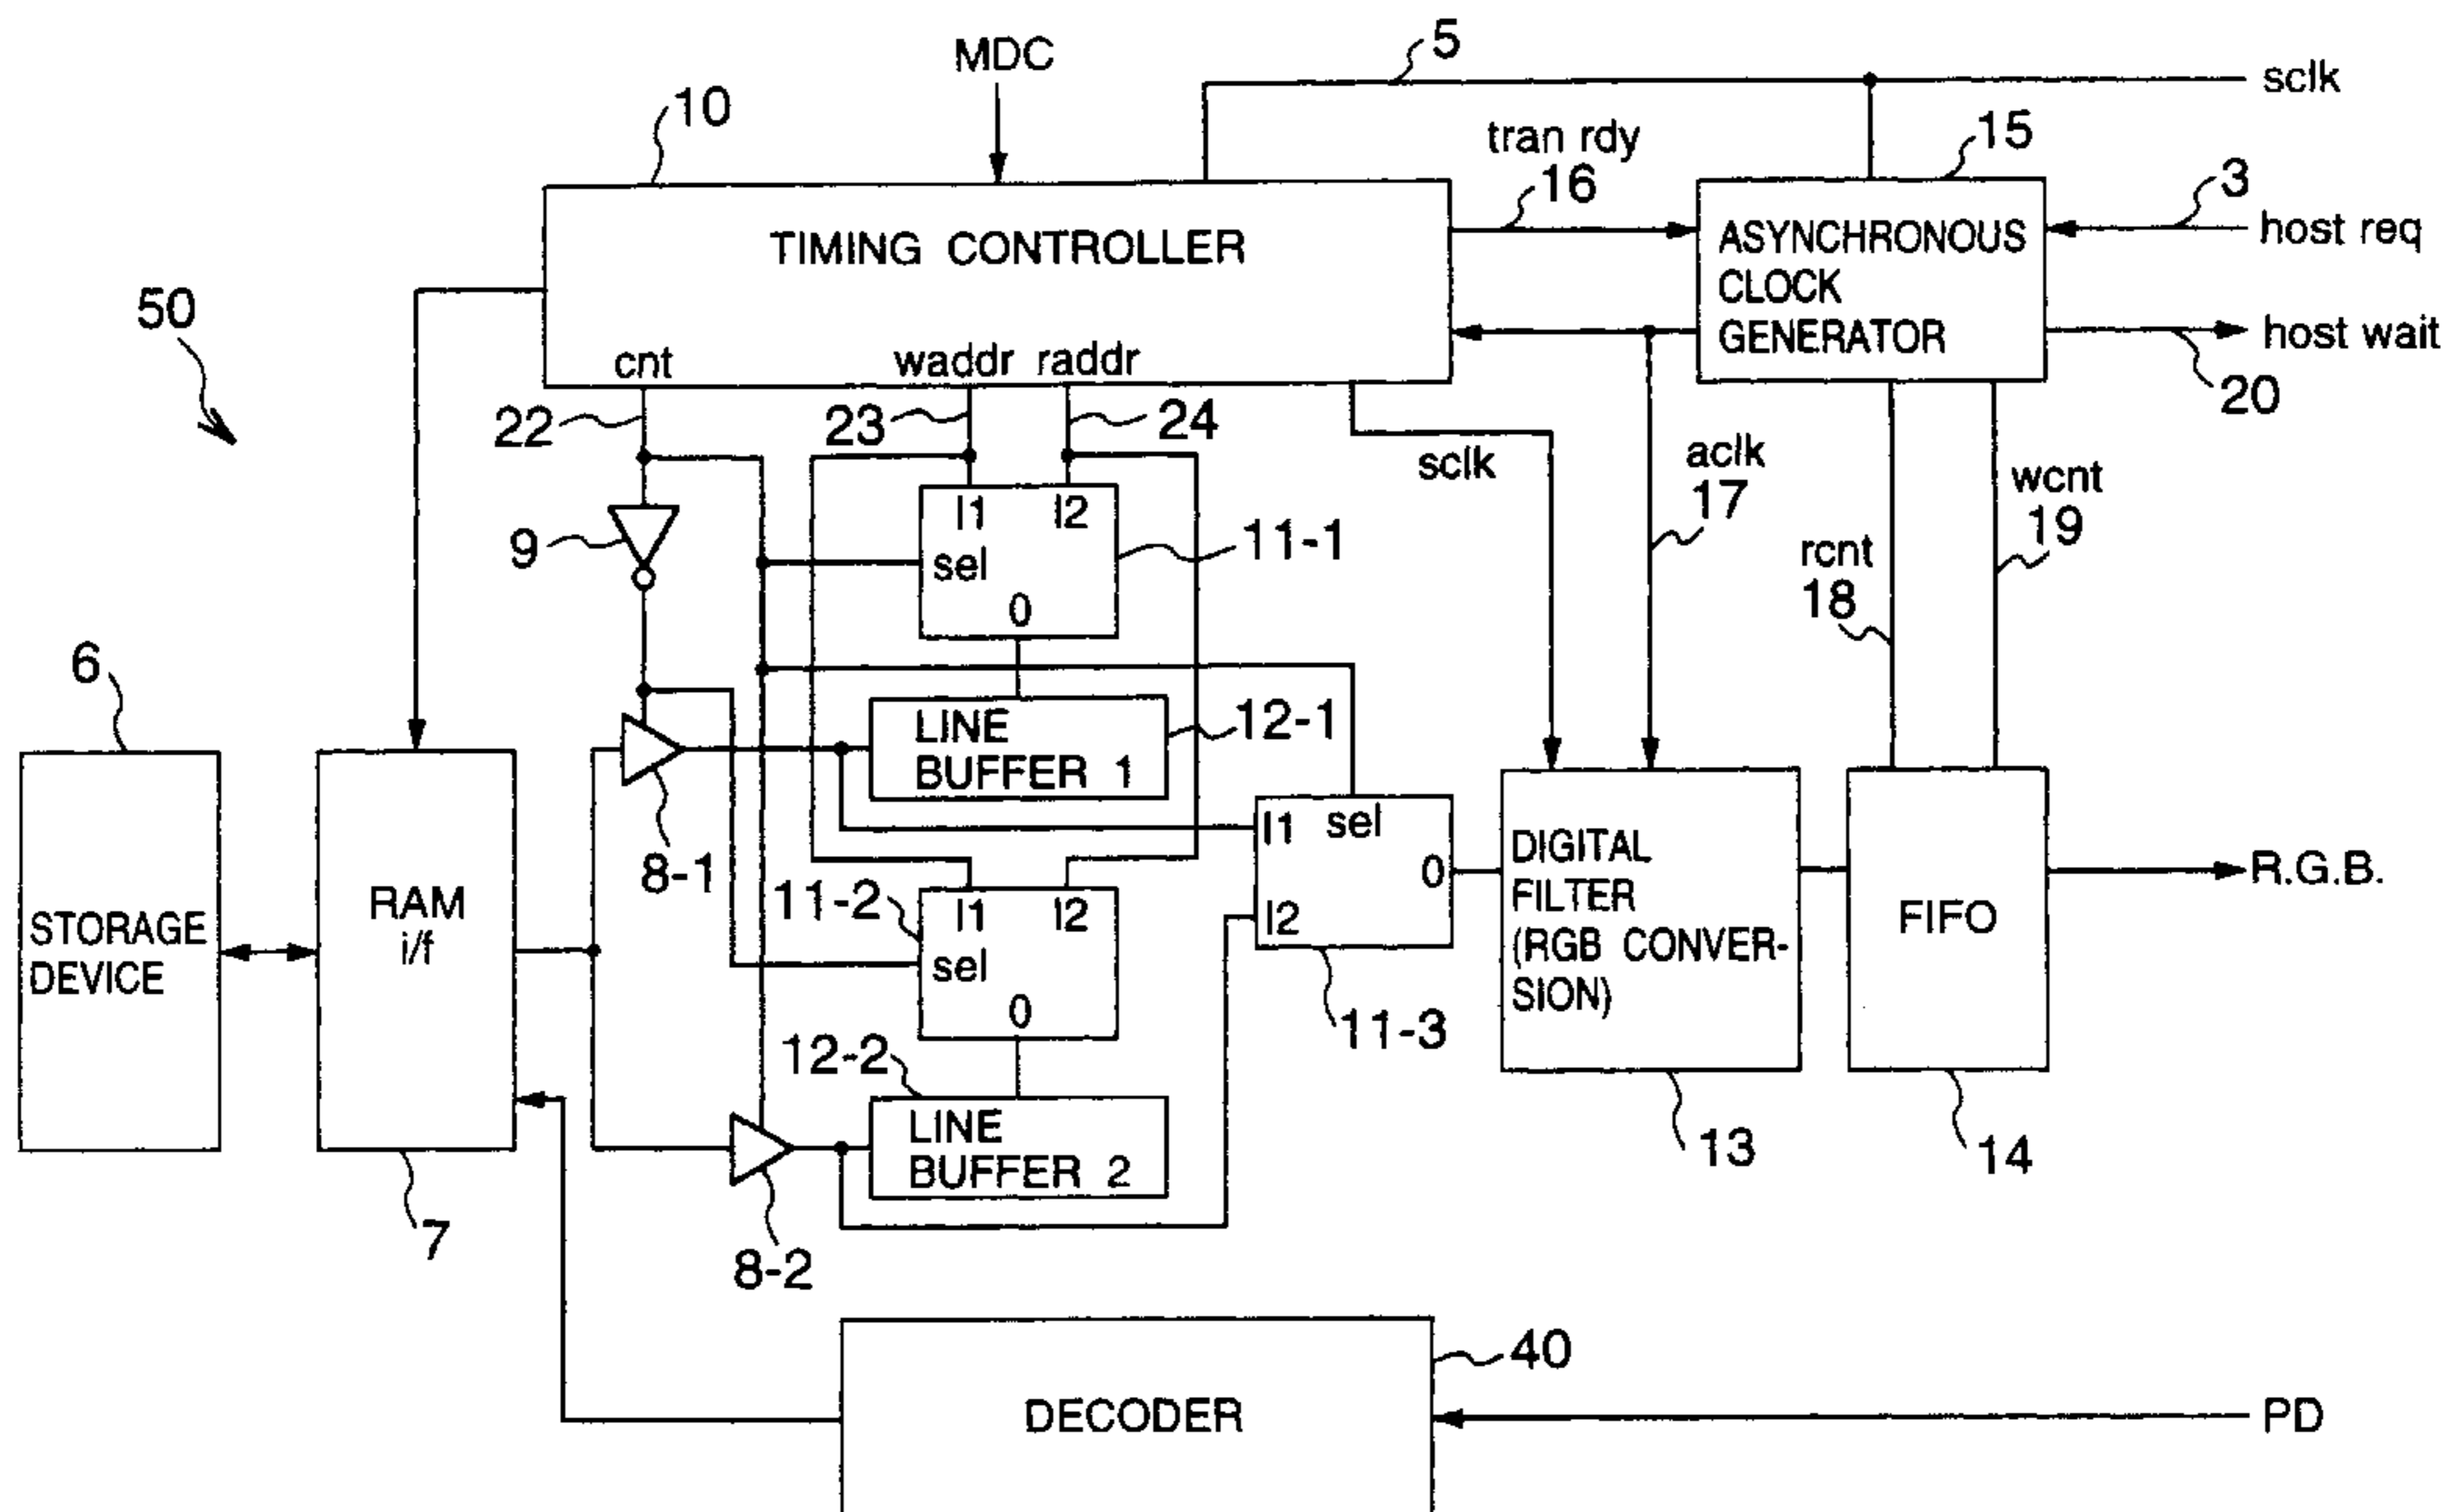 MDC
5
sclk
10
tran rdy
16
15
3
host req
TIMING CONTROLLER
ASYNCHRONOUS
CLOCK
GENERATOR
host wait
20
50
cnt
waddr
raddr
22
23
24
sclk
aclk
17
wcnt
19
rcnt
18
9
I1
I2
sel
0
11-1
6
LINE
BUFFER 1
12-1
8-1
STORAGE
DEVICE
RAM
i/f
7
11-2
I1
I2
sel
0
I1
sel
I2
0
11-3
DIGITAL
FILTER
(RGB CONVER-
SION)
13
FIFO
14
R.G.B.
12-2
LINE
BUFFER 2
8-2
DECODER
40
PD